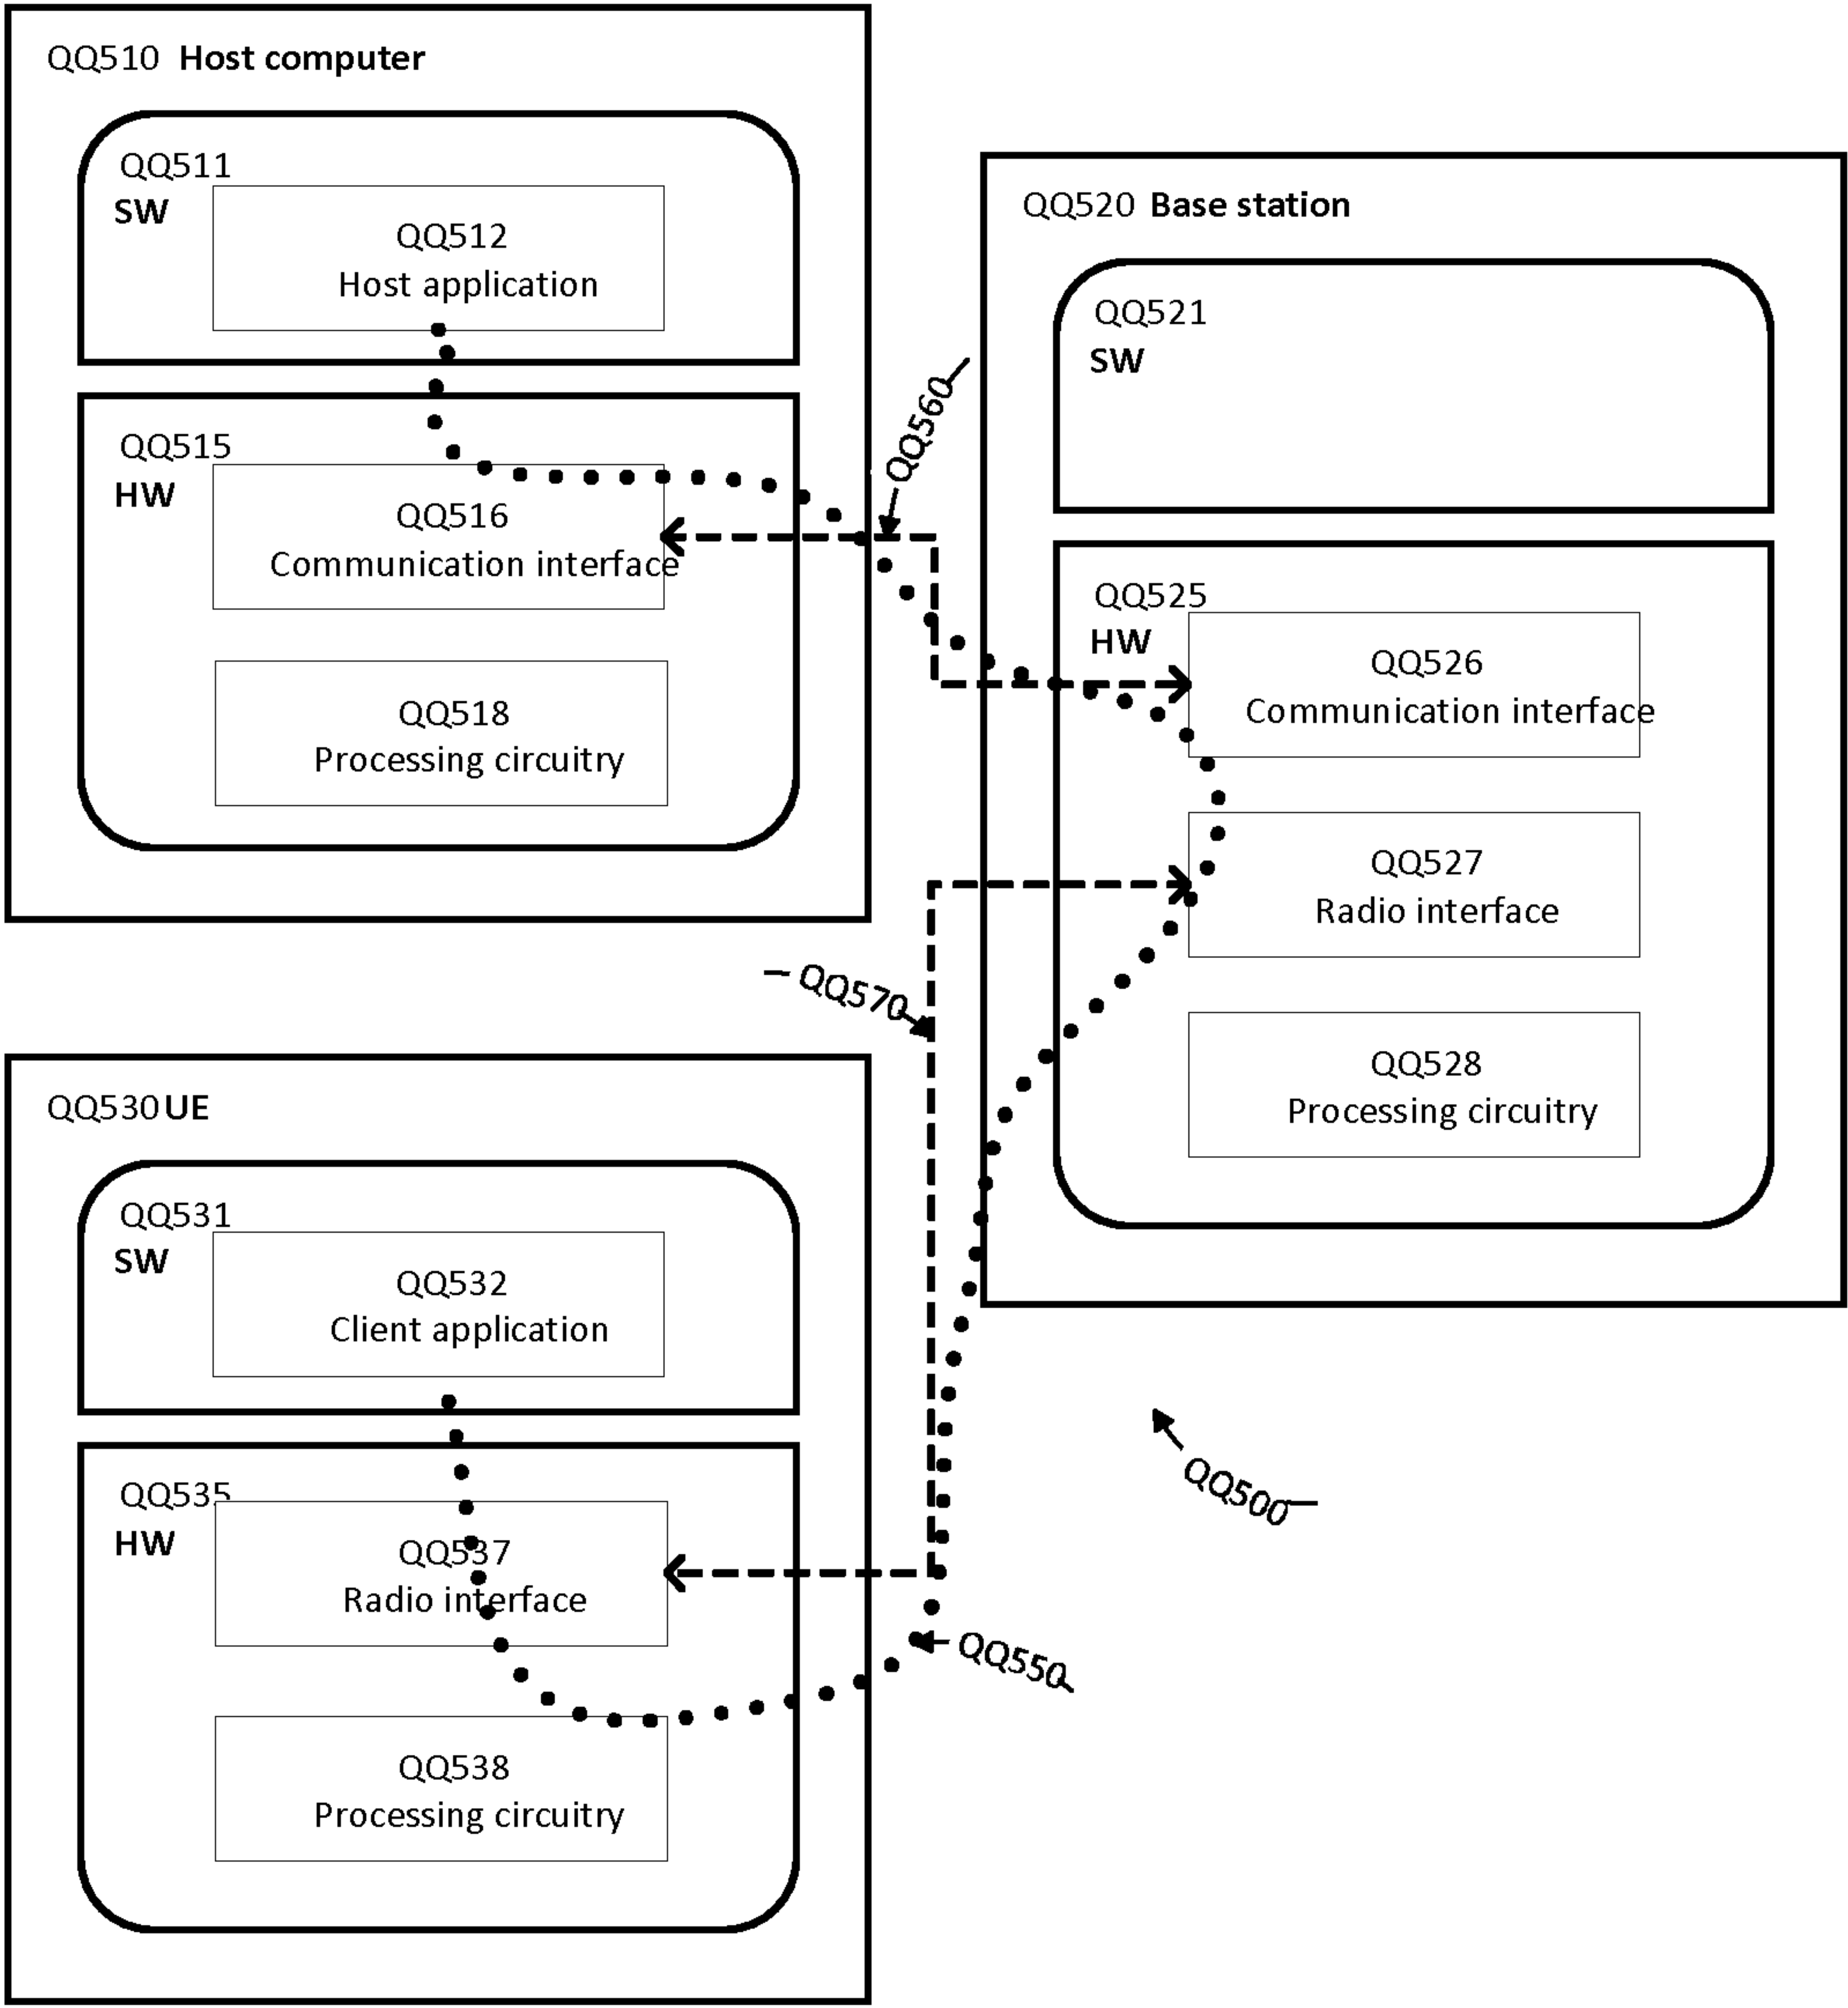 QQ510 Host computer
QQ511
SW
QQ512
Host application
QQ515
HW
QQ516
Communication interface
QQ518
Processing circuitry
QQ560
QQ520 Base station
QQ521
SW
QQ525
HW
QQ526
Communication interface
QQ527
Radio interface
QQ528
Processing circuitry
QQ570
QQ530 UE
QQ531
SW
QQ532
Client application
QQ535
HW
QQ537
Radio interface
QQ538
Processing circuitry
QQ550
QQ500